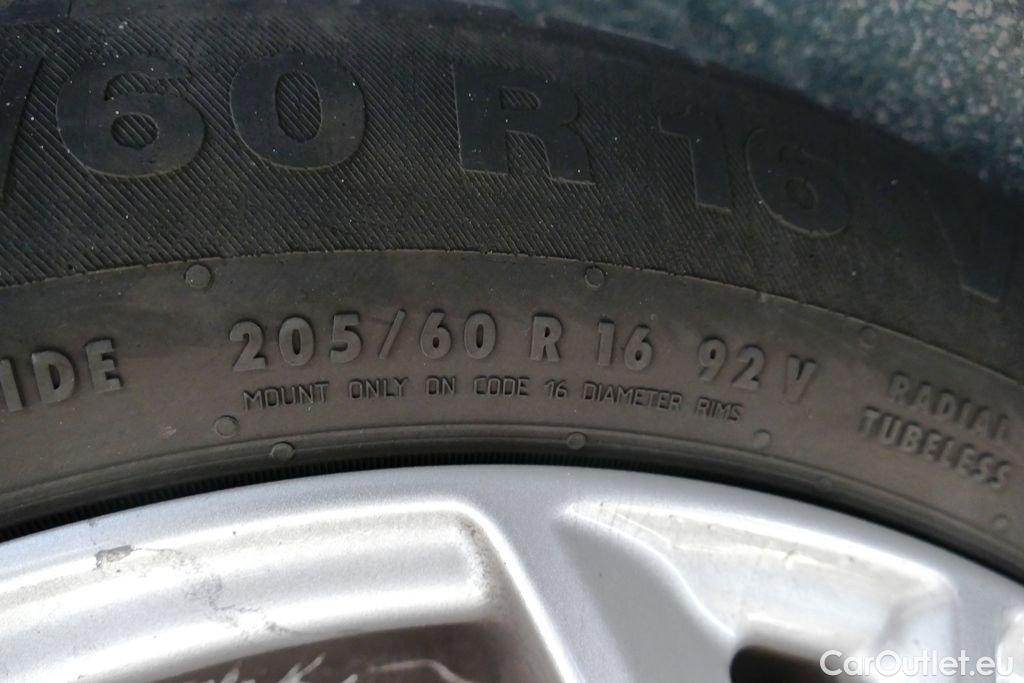 /60 R 16 V
IDE 205/60 R 16 92 V RADIAL
MOUNT ONLY ON CODE 16 DIAMETER RIMS TUBELESS
CarOutlet.eu